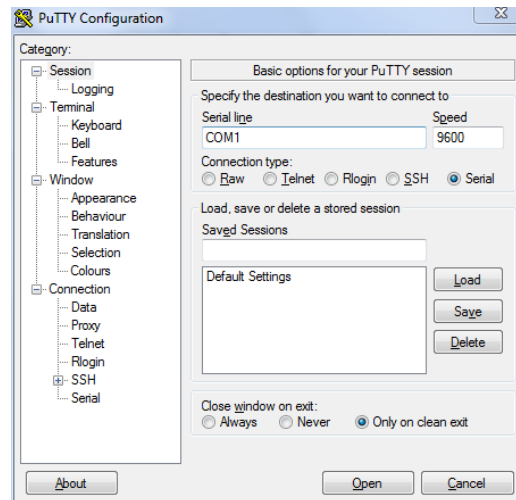 PuTTY Configuration
Category:
Session
Logging
Terminal
Keyboard
Bell
Features
Window
Appearance
Behaviour
Translation
Selection
Colours
Connection
Data
Proxy
Telnet
Rlogin
SSH
Serial
Basic options for your PuTTY session
Specify the destination you want to connect to
Serial line Speed
COM1 9600
Connection type:
Raw Telnet Rlogin SSH Serial
Load, save or delete a stored session
Saved Sessions
Default Settings
Load
Save
Delete
Close window on exit:
Always Never Only on clean exit
About Open Cancel